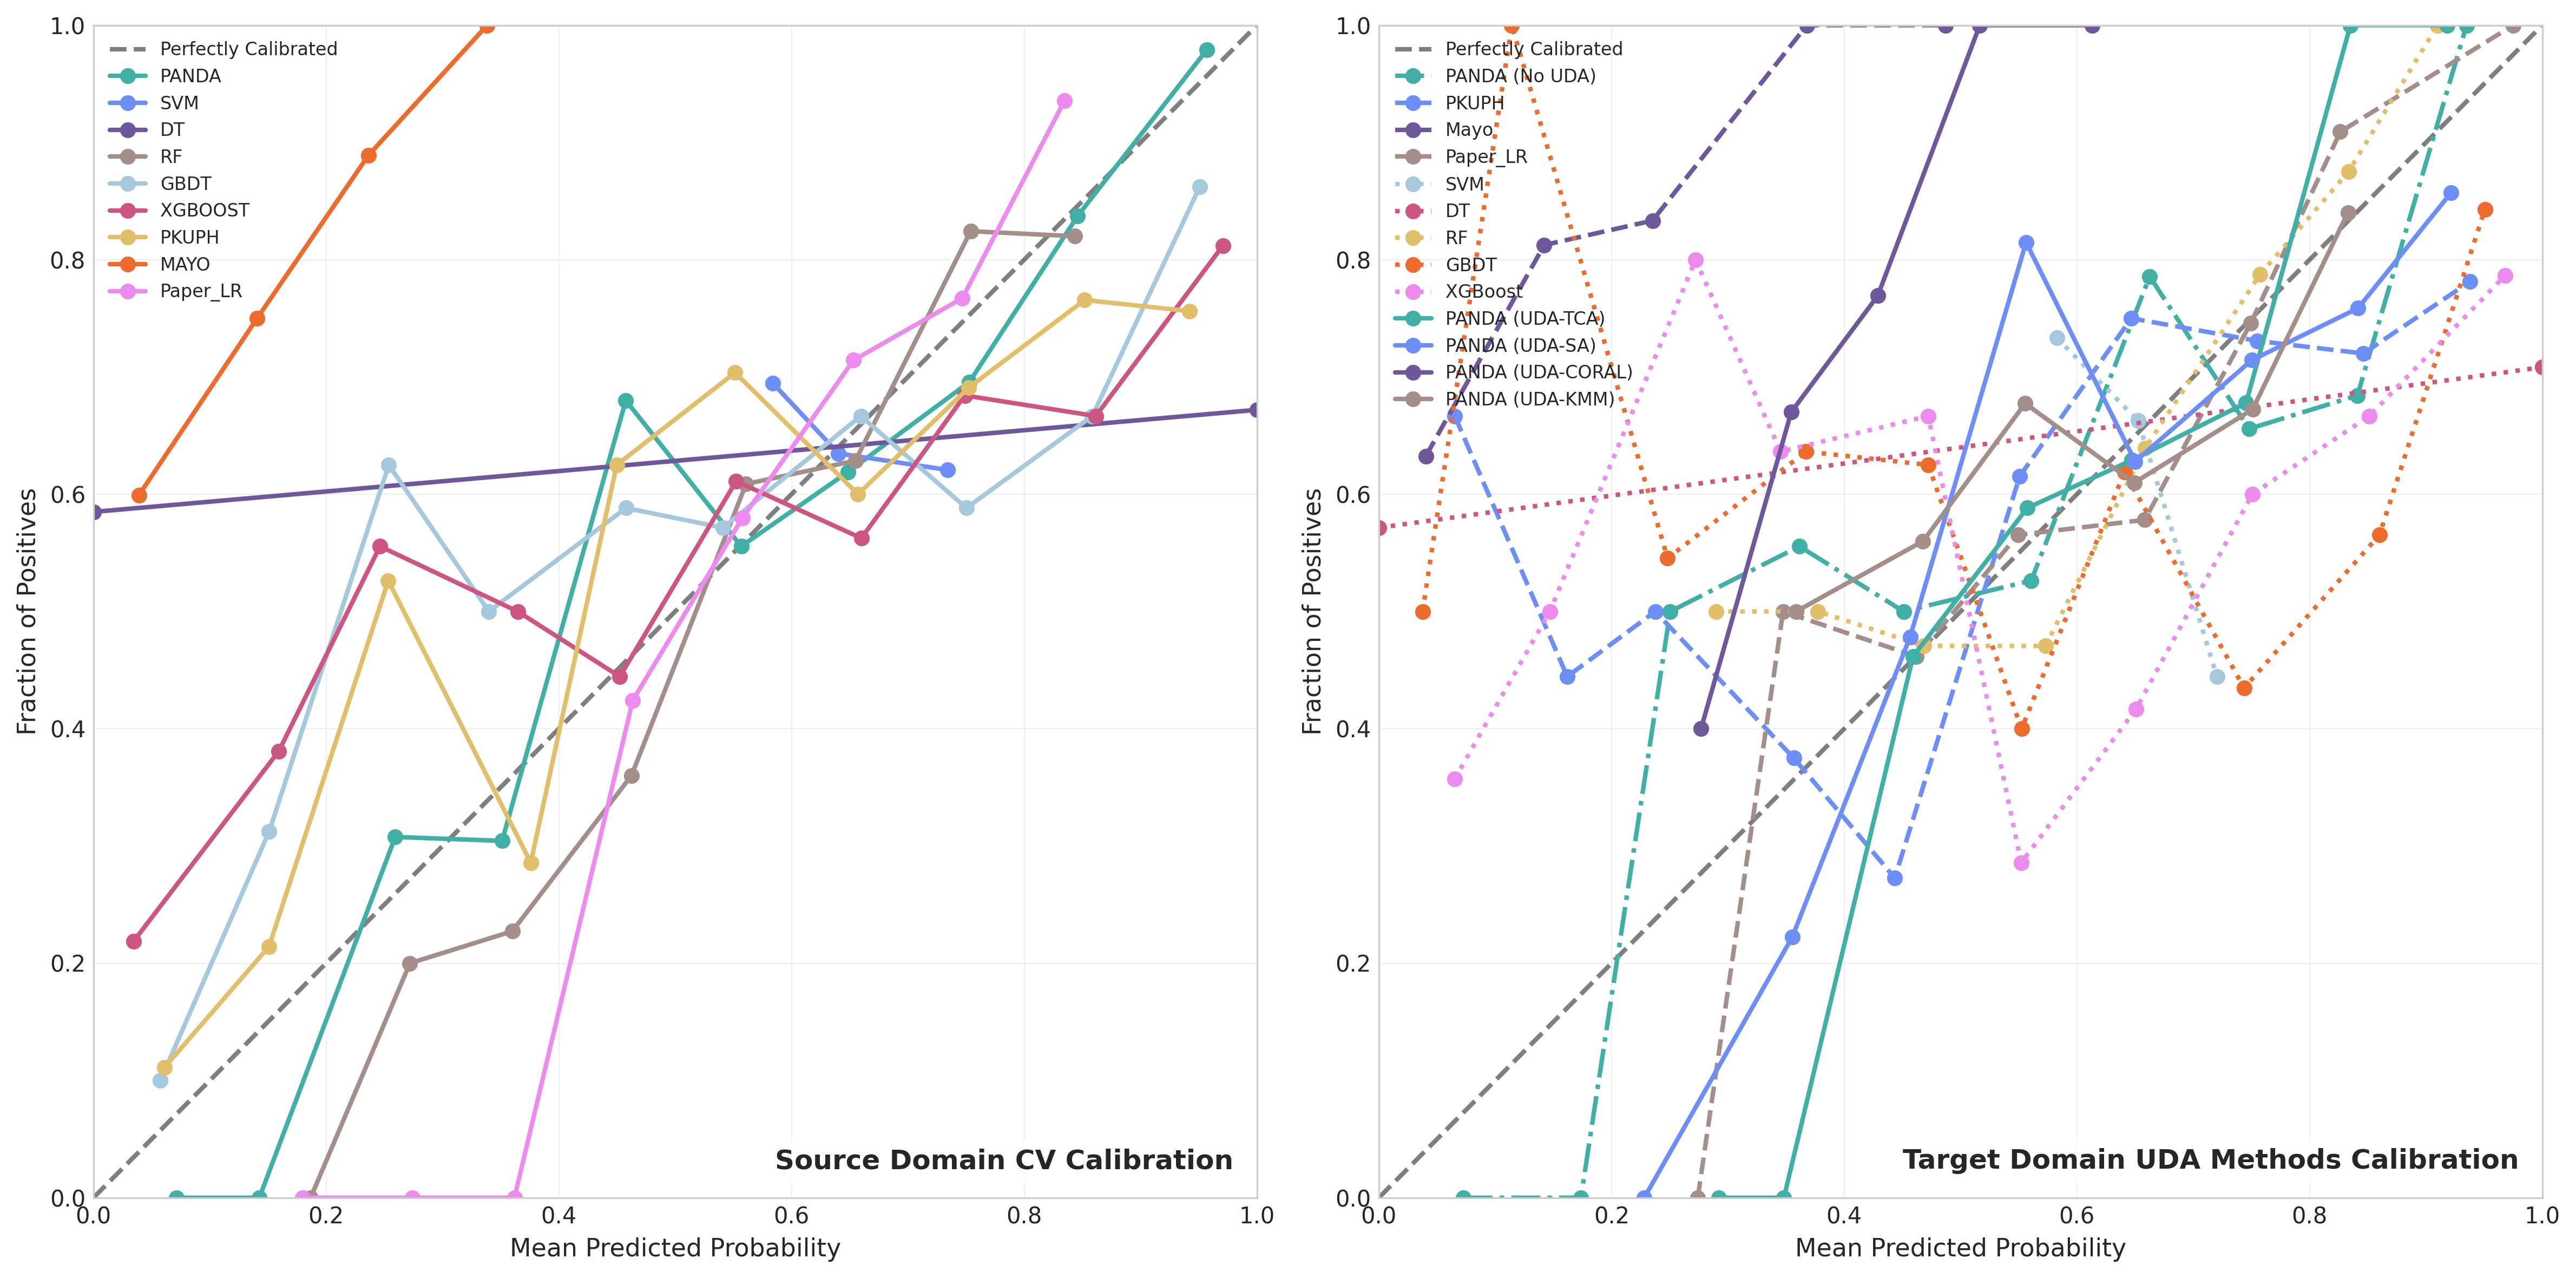 1.0
0.8
0.6
0.4
0.2
0.0
Fraction of Positives
Perfectly Calibrated
PANDA
SVM
DT
RF
GBDT
XGBOOST
PKUPH
MAYO
Paper_LR
Source Domain CV Calibration
0.0 0.2 0.4 0.6 0.8 1.0
Mean Predicted Probability
1.0
0.8
0.6
0.4
0.2
0.0
Fraction of Positives
Perfectly Calibrated
PANDA (No UDA)
PKUPH
Mayo
Paper_LR
SVM
DT
RF
GBDT
XGBoost
PANDA (UDA-TCA)
PANDA (UDA-SA)
PANDA (UDA-CORAL)
PANDA (UDA-KMM)
Target Domain UDA Methods Calibration
0.0 0.2 0.4 0.6 0.8 1.0
Mean Predicted Probability